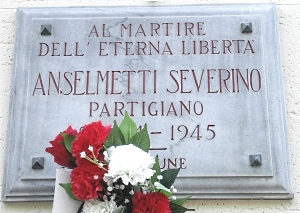 AL MARTIRE
DELL' ETERNA LIBERTÀ
ANSELMETTI SEVERINO
PARTIGIANO
- 1945